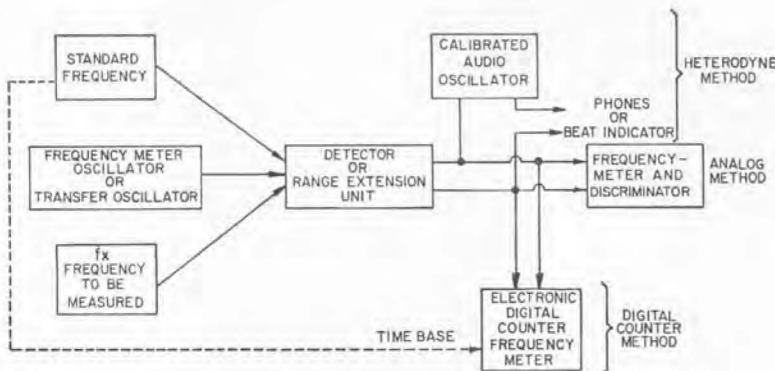 STANDARD
FREQUENCY
CALIBRATED
AUDIO
OSCILLATOR
HETERODYNE
METHOD
PHONES
OR
BEAT INDICATOR
FREQUENCY METER
OSCILLATOR
OR
TRANSFER OSCILLATOR
DETECTOR
OR
RANGE EXTENSION
UNIT
FREQUENCY-
METER AND
DISCRIMINATOR
ANALOG
METHOD
fx
FREQUENCY
TO BE
MEASURED
TIME BASE
ELECTRONIC
DIGITAL
COUNTER
FREQUENCY
METER
DIGITAL
COUNTER
METHOD